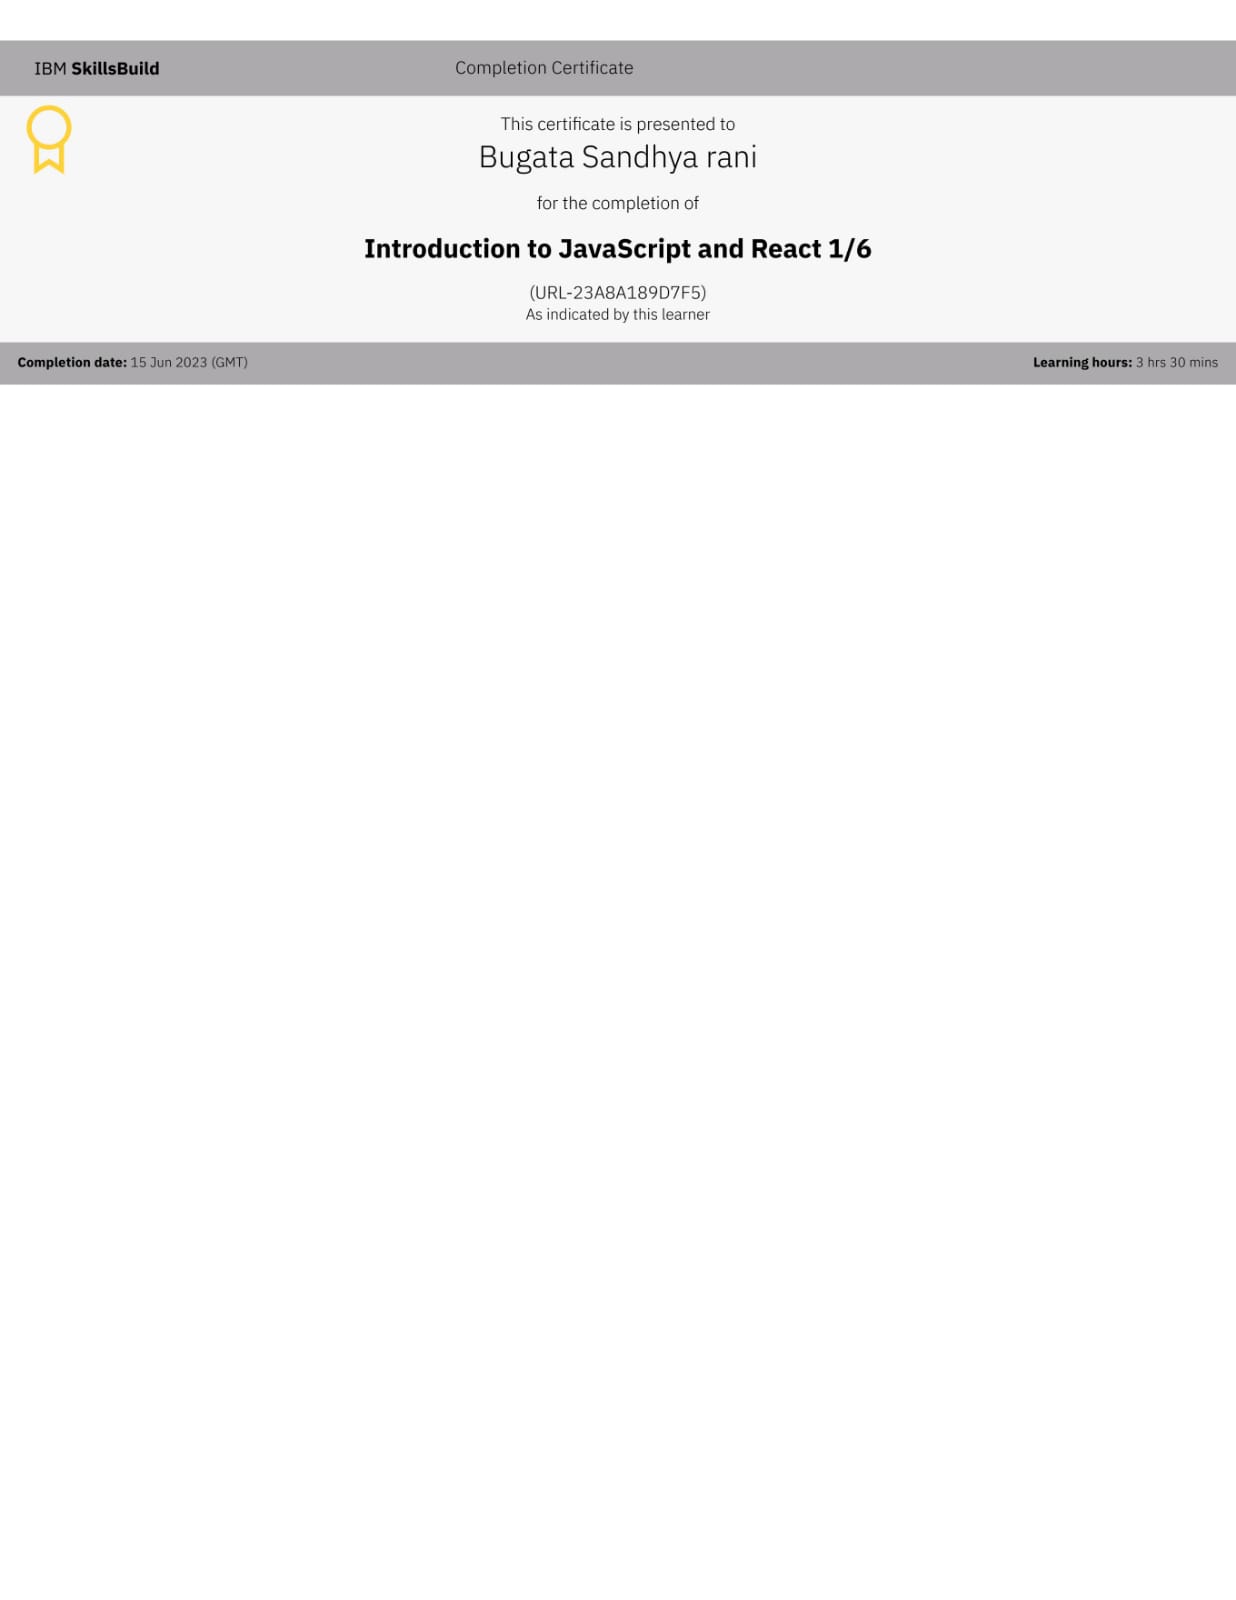 IBM SkillsBuild
Completion Certificate
This certificate is presented to
Bugata Sandhya rani
for the completion of
Introduction to JavaScript and React 1/6
(URL-23A8A189D7F5)
As indicated by this learner
Completion date: 15 Jun 2023 (GMT)
Learning hours: 3 hrs 30 mins